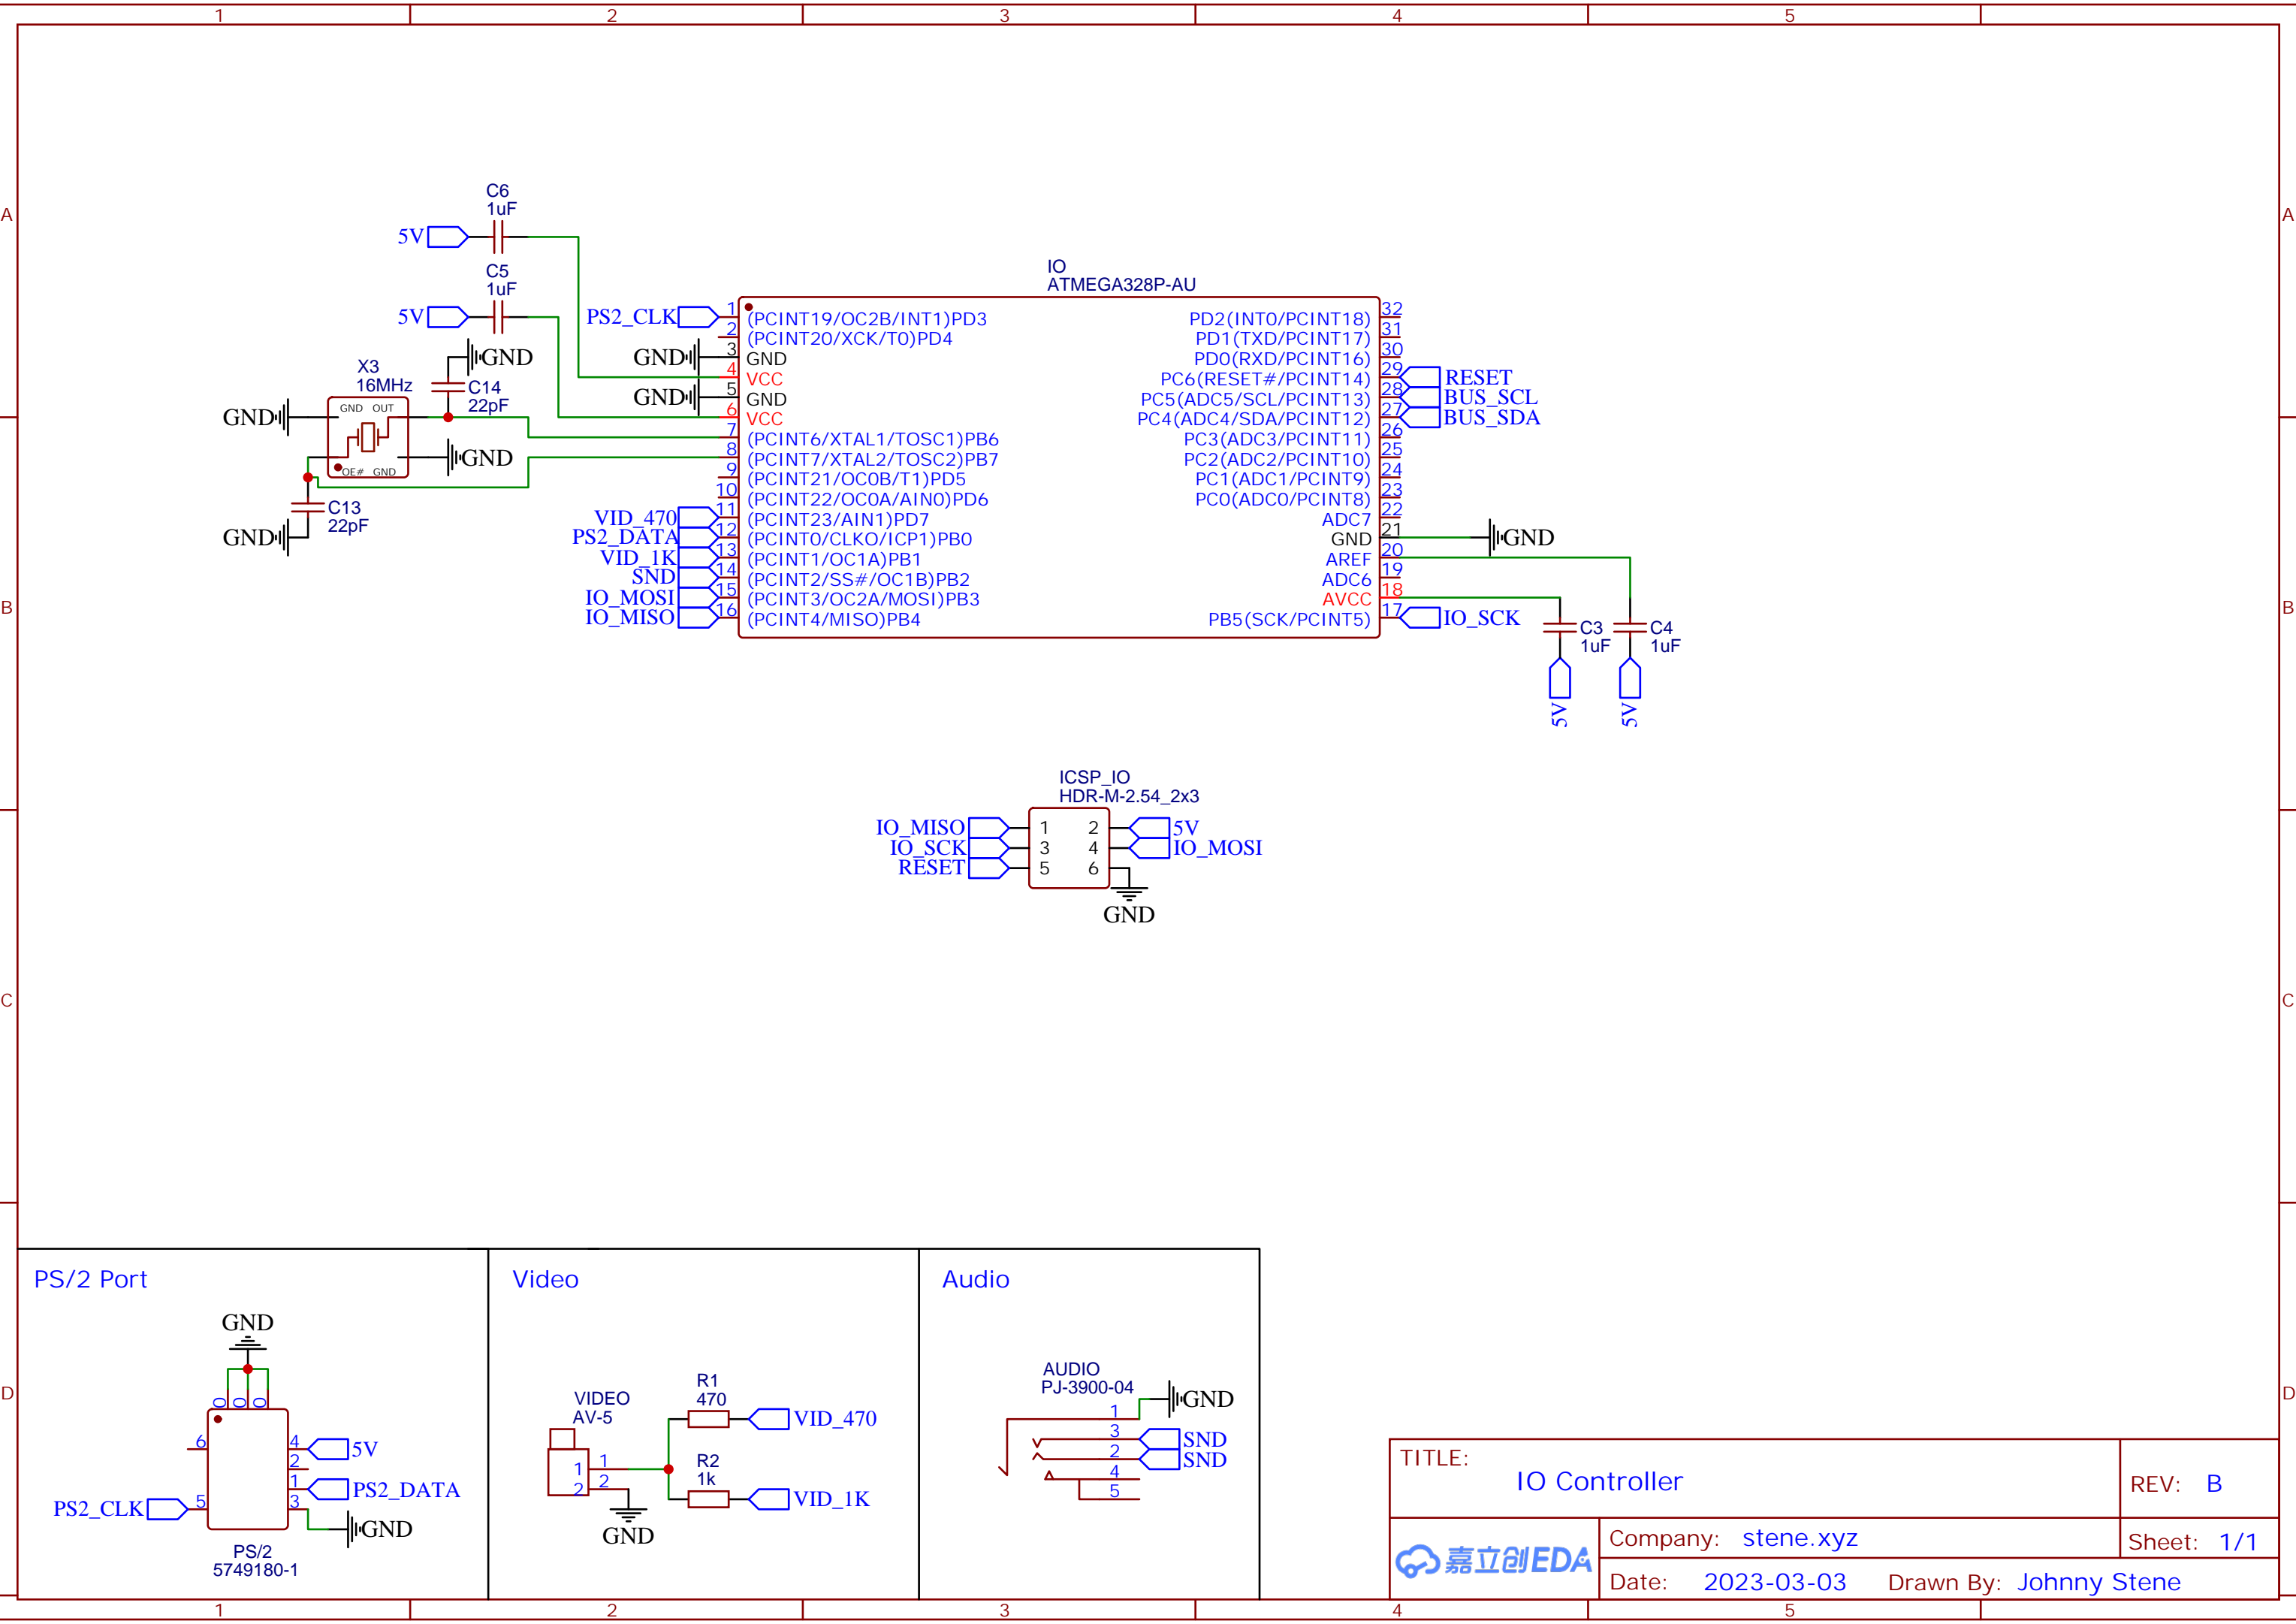 1 2 3 4 5
A A
B B
C C
D D
C6
1uF
5V
C5
1uF
5V
GND
X3
16MHz
C14
22pF
GND
GND OUT
OE# GND
GND
C13
22pF
GND
IO
ATMEGA328P-AU
PS2_CLK 1 (PCINT19/OC2B/INT1)PD3
2 (PCINT20/XCK/T0)PD4
GND 3 GND
4 VCC
GND 5 GND
6 VCC
7 (PCINT6/XTAL1/TOSC1)PB6
8 (PCINT7/XTAL2/TOSC2)PB7
9 (PCINT21/OC0B/T1)PD5
10 (PCINT22/OC0A/AIN0)PD6
VID_470 11 (PCINT23/AIN1)PD7
PS2_DATA 12 (PCINT0/CLKO/ICP1)PB0
VID_1K 13 (PCINT1/OC1A)PB1
SND 14 (PCINT2/SS#/OC1B)PB2
IO_MOSI 15 (PCINT3/OC2A/MOSI)PB3
IO_MISO 16 (PCINT4/MISO)PB4
PD2(INT0/PCINT18) 32
PD1(TXD/PCINT17) 31
PD0(RXD/PCINT16) 30
PC6(RESET#/PCINT14) 29 RESET
PC5(ADC5/SCL/PCINT13) 28 BUS_SCL
PC4(ADC4/SDA/PCINT12) 27 BUS_SDA
PC3(ADC3/PCINT11) 26
PC2(ADC2/PCINT10) 25
PC1(ADC1/PCINT9) 24
PC0(ADC0/PCINT8) 23
ADC7 22
GND 21 GND
AREF 20
ADC6 19
AVCC 18
PB5(SCK/PCINT5) 17 IO_SCK
C3
1uF
5V
C4
1uF
5V
ICSP_IO
HDR-M-2.54_2x3
IO_MISO 1 2 5V
IO_SCK 3 4 IO_MOSI
RESET 5 6
GND
PS/2 Port
GND
0 0 0
6 4 5V
2
1 PS2_DATA
PS2_CLK 5 3 GND
PS/2
5749180-1
Video
VIDEO
AV-5
1 1
2 2
GND
R1
470
VID_470
R2
1k
VID_1K
Audio
AUDIO
PJ-3900-04
1 GND
3 SND
2 SND
4
5
TITLE:
IO Controller
REV: B
嘉立创EDA
Company: stene.xyz
Sheet: 1/1
Date: 2023-03-03
Drawn By: Johnny Stene
1 2 3 4 5